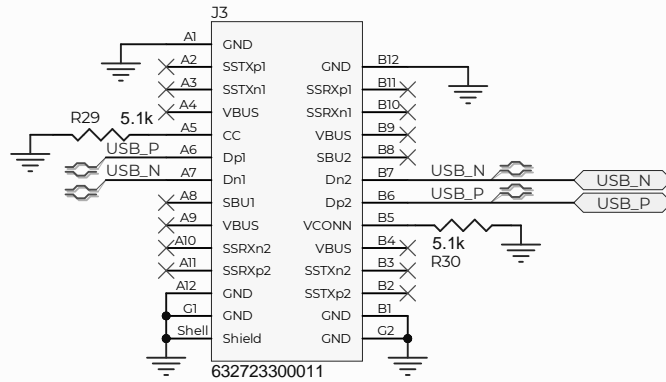 J3
A1 GND
A2 SSTXp1 GND B12
A3 SSTXn1 SSRXp1 B11
A4 VBUS SSRXn1 B10
R29 5.1k A5 CC VBUS B9
USB_P A6 Dp1 SBU2 B8
USB_N A7 Dn1 Dn2 B7 USB_N USB_N
A8 SBU1 Dp2 B6 USB_P USB_P
A9 VBUS VCONN B5
A10 SSRXn2 VBUS B4 5.1k
A11 SSRXp2 SSTXn2 B3 R30
A12 GND SSTXp2 B2
G1 GND GND B1
Shell Shield GND G2
632723300011